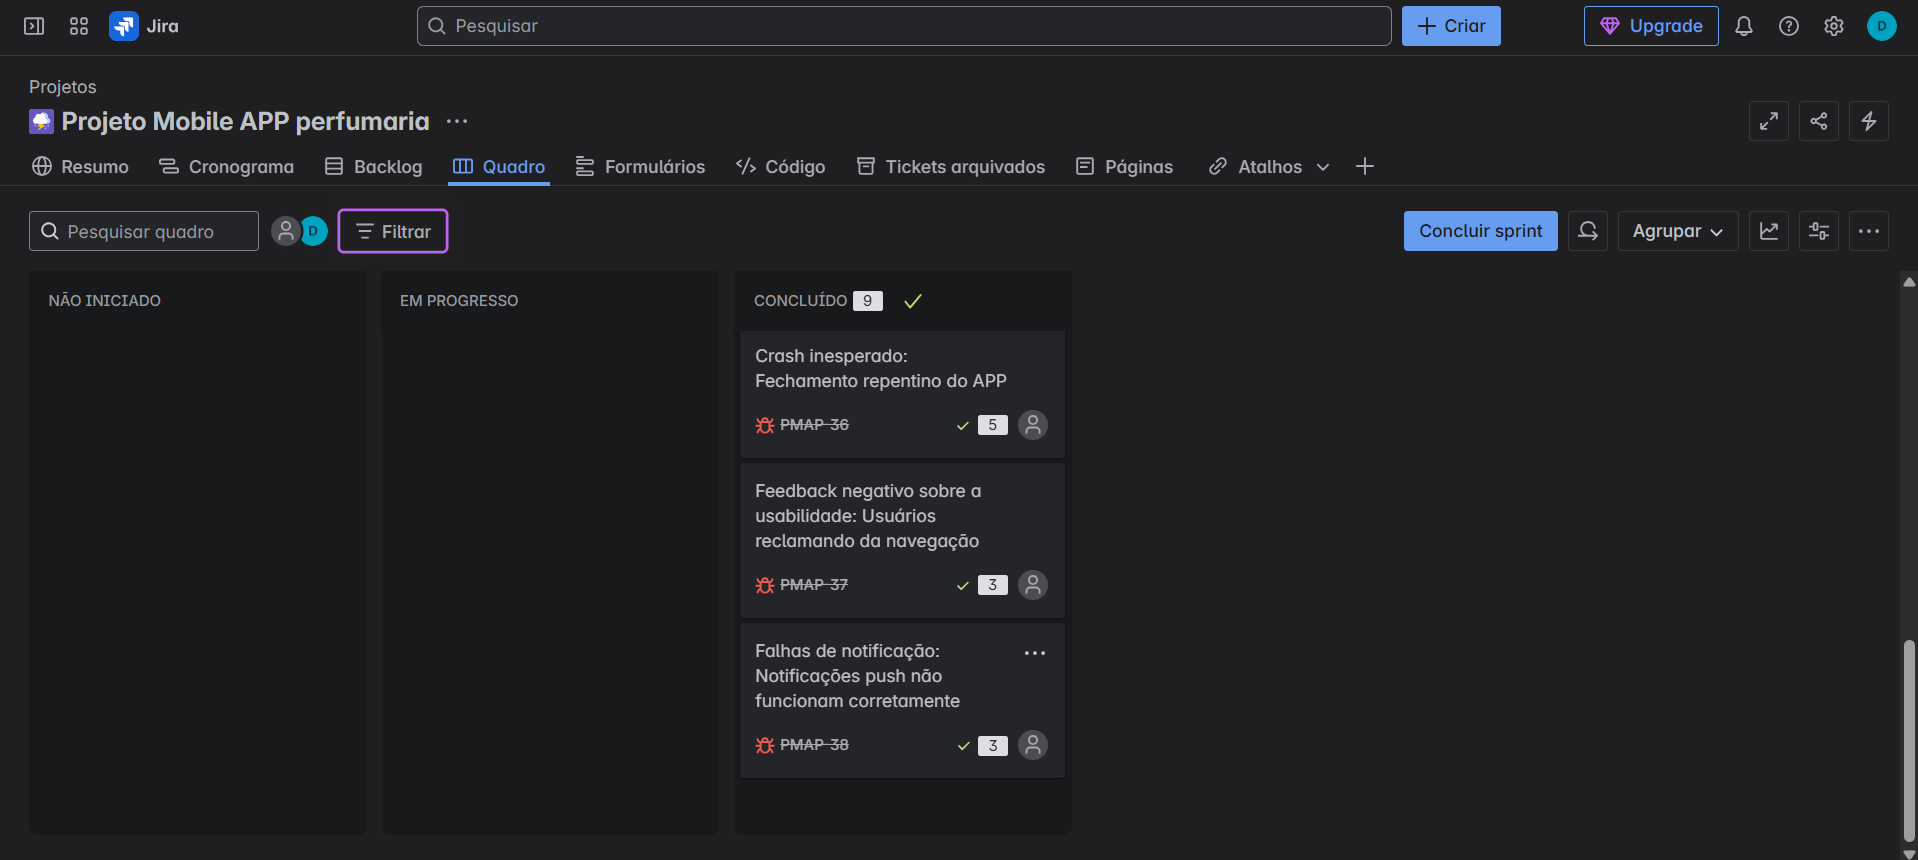 Jira
Pesquisar
Criar
Upgrade
D
Projetos
Projeto Mobile APP perfumaria
Resumo
Cronograma
Backlog
Quadro
Formulários
Código
Tickets arquivados
Páginas
Atalhos
Pesquisar quadro
D
Filtrar
Concluir sprint
Agrupar
NÃO INICIADO
EM PROGRESSO
CONCLUÍDO 9
Crash inesperado:
Fechamento repentino do APP
PMAP-36
5
Feedback negativo sobre a
usabilidade: Usuários
reclamando da navegação
PMAP-37
3
Falhas de notificação:
Notificações push não
funcionam corretamente
PMAP-38
3